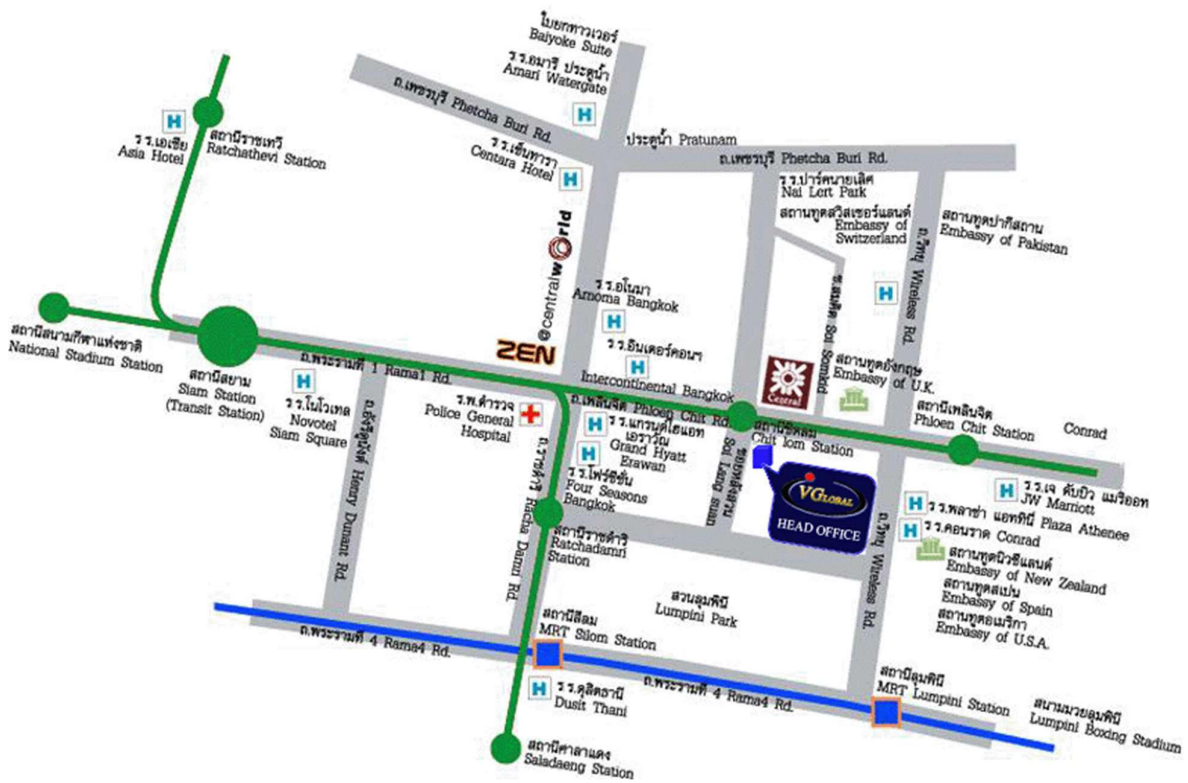 ใบยกทาวเวอร์
Baiyoke Suite
ร.ร.อมารี ประตูน้ำ
Amari Watergate
H
ถ.เพชรบุรี Phetcha Buri Rd.
ร.ร.เอเชีย
Asia Hotel
H
สถานีราชเทวี
Ratchathevi Station
ร.ร.เซ็นทารา
Centara Hotel
H
ประตูน้ำ Pratunam
ถ.เพชรบุรี Phetcha Buri Rd.
ร.ร.ปาร์คนายเลิศ
Nai Lert Park
สถานทูตสวิสเซอร์แลนด์
Embassy of
Switzerland
สถานทูตปากีสถาน
Embassy of Pakistan
ถ.วิทยุ Wireless Rd.
H
ซ.สมคิด Soi Somkid
@centralw rld
ZEN
ร.ร.อโนมา
Arnoma Bangkok
H
ร.ร.อินเตอร์คอนฯ
H
Intercontinental Bangkok
Central
สถานทูตอังกฤษ
Embassy of U.K.
สถานีสนามกีฬาแห่งชาติ
National Stadium Station
สถานีสยาม
Siam Station
(Transit Station)
H
ร.ร.โนโวเทล
Novotel
Siam Square
ถ.พระรามที่ 1 Rama1 Rd.
ร.พ.ตำรวจ
Police General
Hospital
ถ.เพลินจิต Phloen Chit Rd.
H
ร.ร.แกรนด์ไฮแอท
เอราวัณ
Grand Hyatt
Erawan
H
ร.ร.โฟร์ซีซั่น
Four Seasons
Bangkok
สถานีชิดลม
Chit lom Station
สถานีเพลินจิต
Phloen Chit Station
Conrad
ซอยหลังสวน Soi Lang suan
VGLOBAL
HEAD OFFICE
H
ร.ร.เจ ดับบิว แมริออท
JW Marriott
H
ร.ร.พลาซ่า แอททินี่ Plaza Athenee
H
ร.ร.คอนราด Conrad
สถานทูตนิวซีแลนด์
Embassy of New Zealand
สถานทูตสเปน
Embassy of Spain
สถานทูตอเมริกา
Embassy of U.S.A.
ถ.อังรีดูนังต์ Henry Dunant Rd.
ถ.ราชดำริ Racha Damri Rd.
สถานีราชดำริ
Ratchadamri
Station
สวนลุมพินี
Lumpini Park
ถ.วิทยุ Wireless Rd.
สถานีสีลม
MRT Silom Station
ถ.พระรามที่ 4 Rama4 Rd.
ถ.พระรามที่ 4 Rama4 Rd.
H
ร.ร.ดุสิตธานี
Dusit Thani
สถานีลุมพินี
MRT Lumpini Station
สนามมวยลุมพินี
Lumpini Boxing Stadium
สถานีศาลาแดง
Saladaeng Station